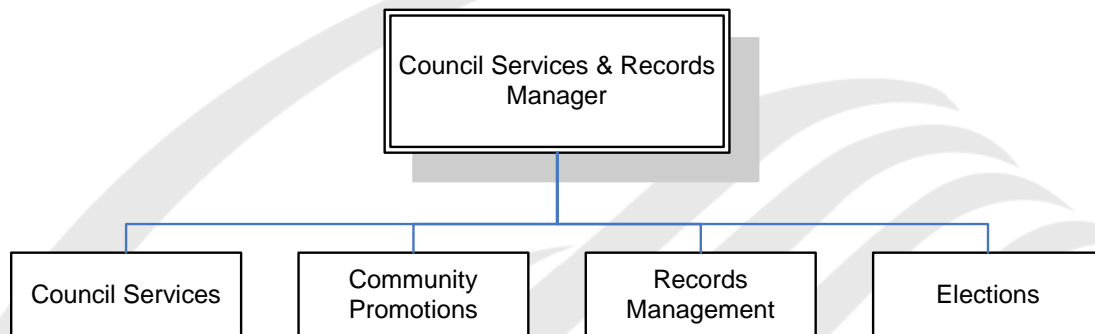 Council Services & Records
Manager
Council Services
Community
Promotions
Records
Management
Elections